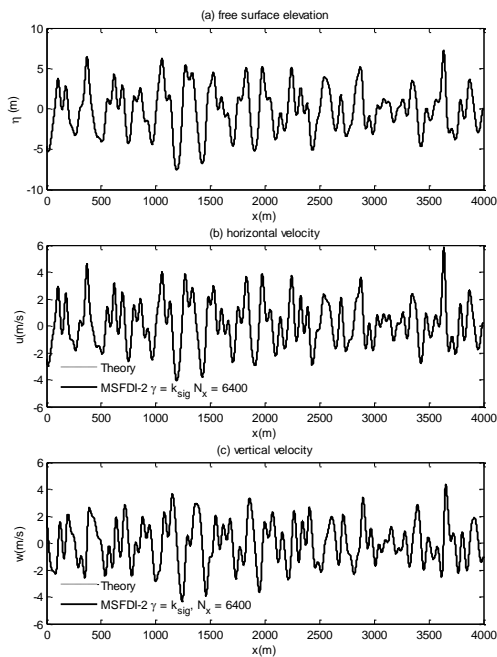 (a) free surface elevation
10
5
0
-5
-10
η (m)
0 500 1000 1500 2000 2500 3000 3500 4000
x(m)
(b) horizontal velocity
6
4
2
0
-2
-4
-6
u(m/s)
Theory
MSFDI-2 γ = k_sig N_x = 6400
0 500 1000 1500 2000 2500 3000 3500 4000
x(m)
(c) vertical velocity
6
4
2
0
-2
-4
-6
w(m/s)
Theory
MSFDI-2 γ = k_sig, N_x = 6400
0 500 1000 1500 2000 2500 3000 3500 4000
x(m)